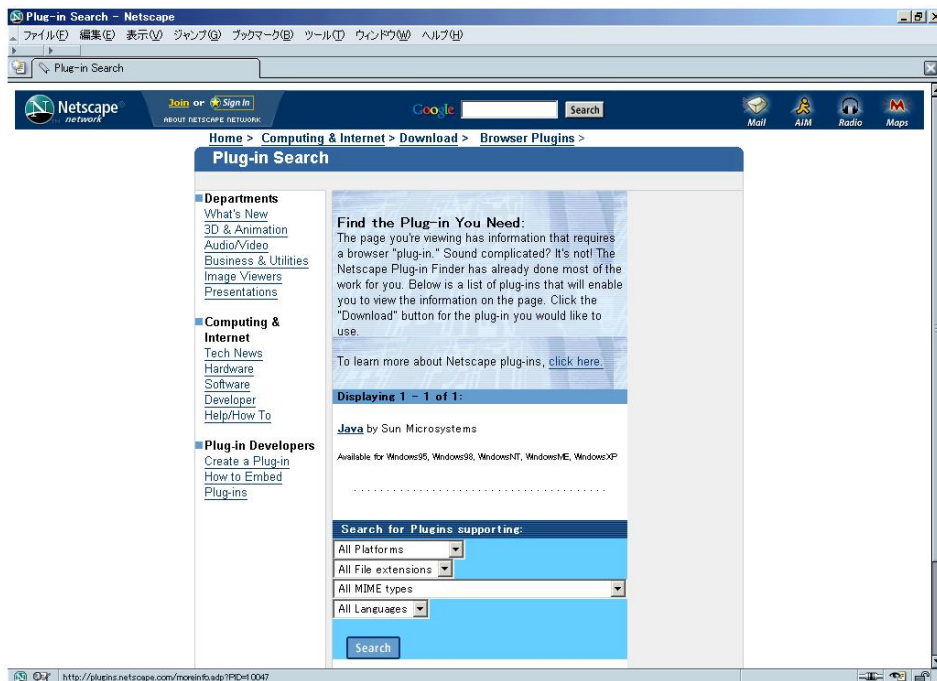 Plug-in Search - Netscape
ファイル(F) 編集(E) 表示(V) ジャンプ(G) ブックマーク(B) ツール(T) ウィンドウ(W) ヘルプ(H)
Plug-in Search
Netscape network
Join or Sign In
ABOUT NETSCAPE NETWORK
Google Search
Mail AIM Radio Maps
Home > Computing & Internet > Download > Browser Plugins >
Plug-in Search
Departments
What's New
3D & Animation
Audio/Video
Business & Utilities
Image Viewers
Presentations
Computing &
Internet
Tech News
Hardware
Software
Developer
Help/How To
Plug-in Developers
Create a Plug-in
How to Embed
Plug-ins
Find the Plug-in You Need:
The page you're viewing has information that requires
a browser "plug-in." Sound complicated? It's not! The
Netscape Plug-in Finder has already done most of the
work for you. Below is a list of plug-ins that will enable
you to view the information on the page. Click the
"Download" button for the plug-in you would like to
use.
To learn more about Netscape plug-ins, click here.
Displaying 1 - 1 of 1:
Java by Sun Microsystems
Available for Windows95, Windows98, WindowsNT, WindowsME, WindowsXP
Search for Plugins supporting:
All Platforms
All File extensions
All MIME types
All Languages
Search
http://plugins.netscape.com/moreinfo.adp?PID=10047